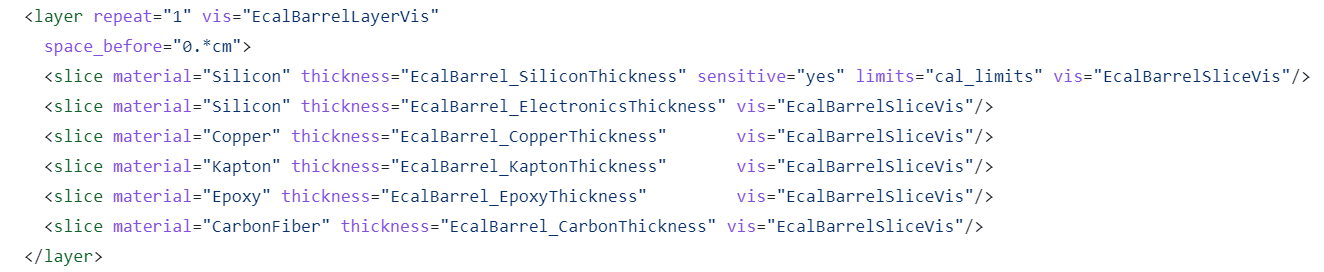 <layer repeat="1" vis="EcalBarrelLayerVis"
  space_before="0.*cm">
  <slice material="Silicon" thickness="EcalBarrel_SiliconThickness" sensitive="yes" limits="cal_limits" vis="EcalBarrelSliceVis"/>
  <slice material="Silicon" thickness="EcalBarrel_ElectronicsThickness" vis="EcalBarrelSliceVis"/>
  <slice material="Copper" thickness="EcalBarrel_CopperThickness"       vis="EcalBarrelSliceVis"/>
  <slice material="Kapton" thickness="EcalBarrel_KaptonThickness"       vis="EcalBarrelSliceVis"/>
  <slice material="Epoxy" thickness="EcalBarrel_EpoxyThickness"         vis="EcalBarrelSliceVis"/>
  <slice material="CarbonFiber" thickness="EcalBarrel_CarbonThickness" vis="EcalBarrelSliceVis"/>
</layer>